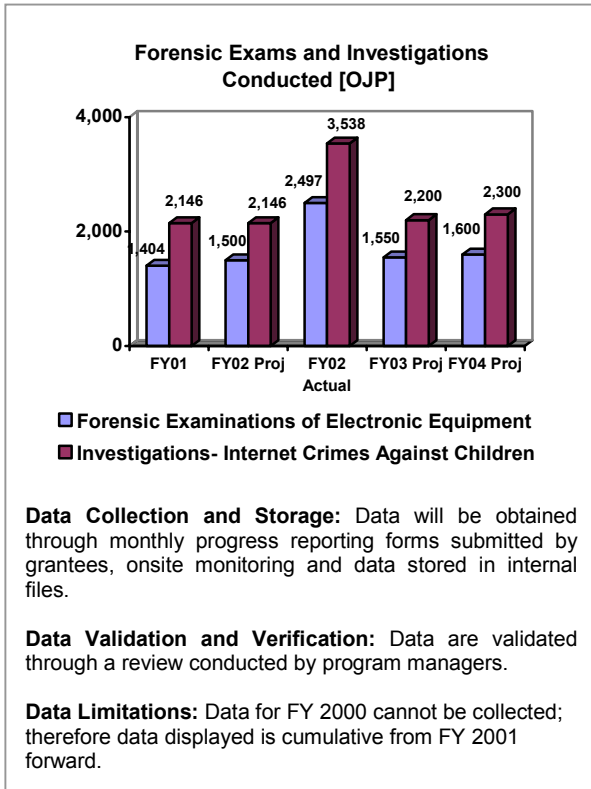 Forensic Exams and Investigations
Conducted [OJP]
4,000
3,538
2,497
2,146
2,146
2,200
2,300
2,000
1,404
1,500
1,550
1,600
0
FY01 FY02 Proj FY02 Actual FY03 Proj FY04 Proj
Forensic Examinations of Electronic Equipment
Investigations- Internet Crimes Against Children
Data Collection and Storage: Data will be obtained
through monthly progress reporting forms submitted by
grantees, onsite monitoring and data stored in internal
files.
Data Validation and Verification: Data are validated
through a review conducted by program managers.
Data Limitations: Data for FY 2000 cannot be collected;
therefore data displayed is cumulative from FY 2001
forward.